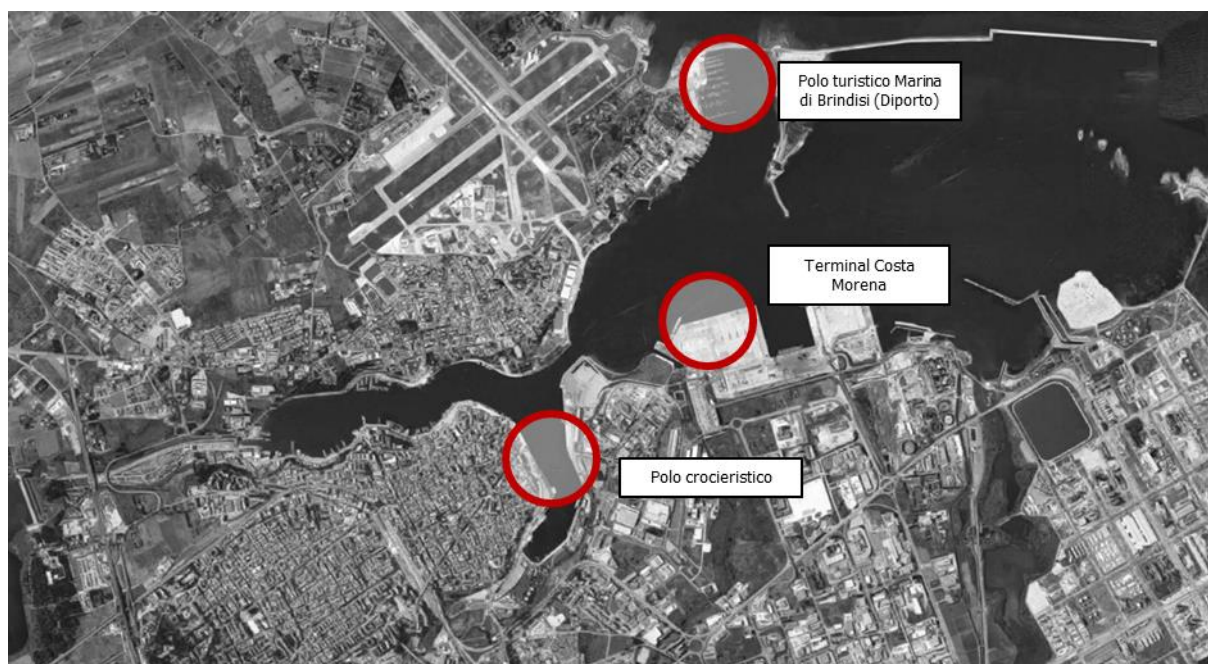 Polo turistico Marina
di Brindisi (Diporto)
Terminal Costa
Morena
Polo crocieristico